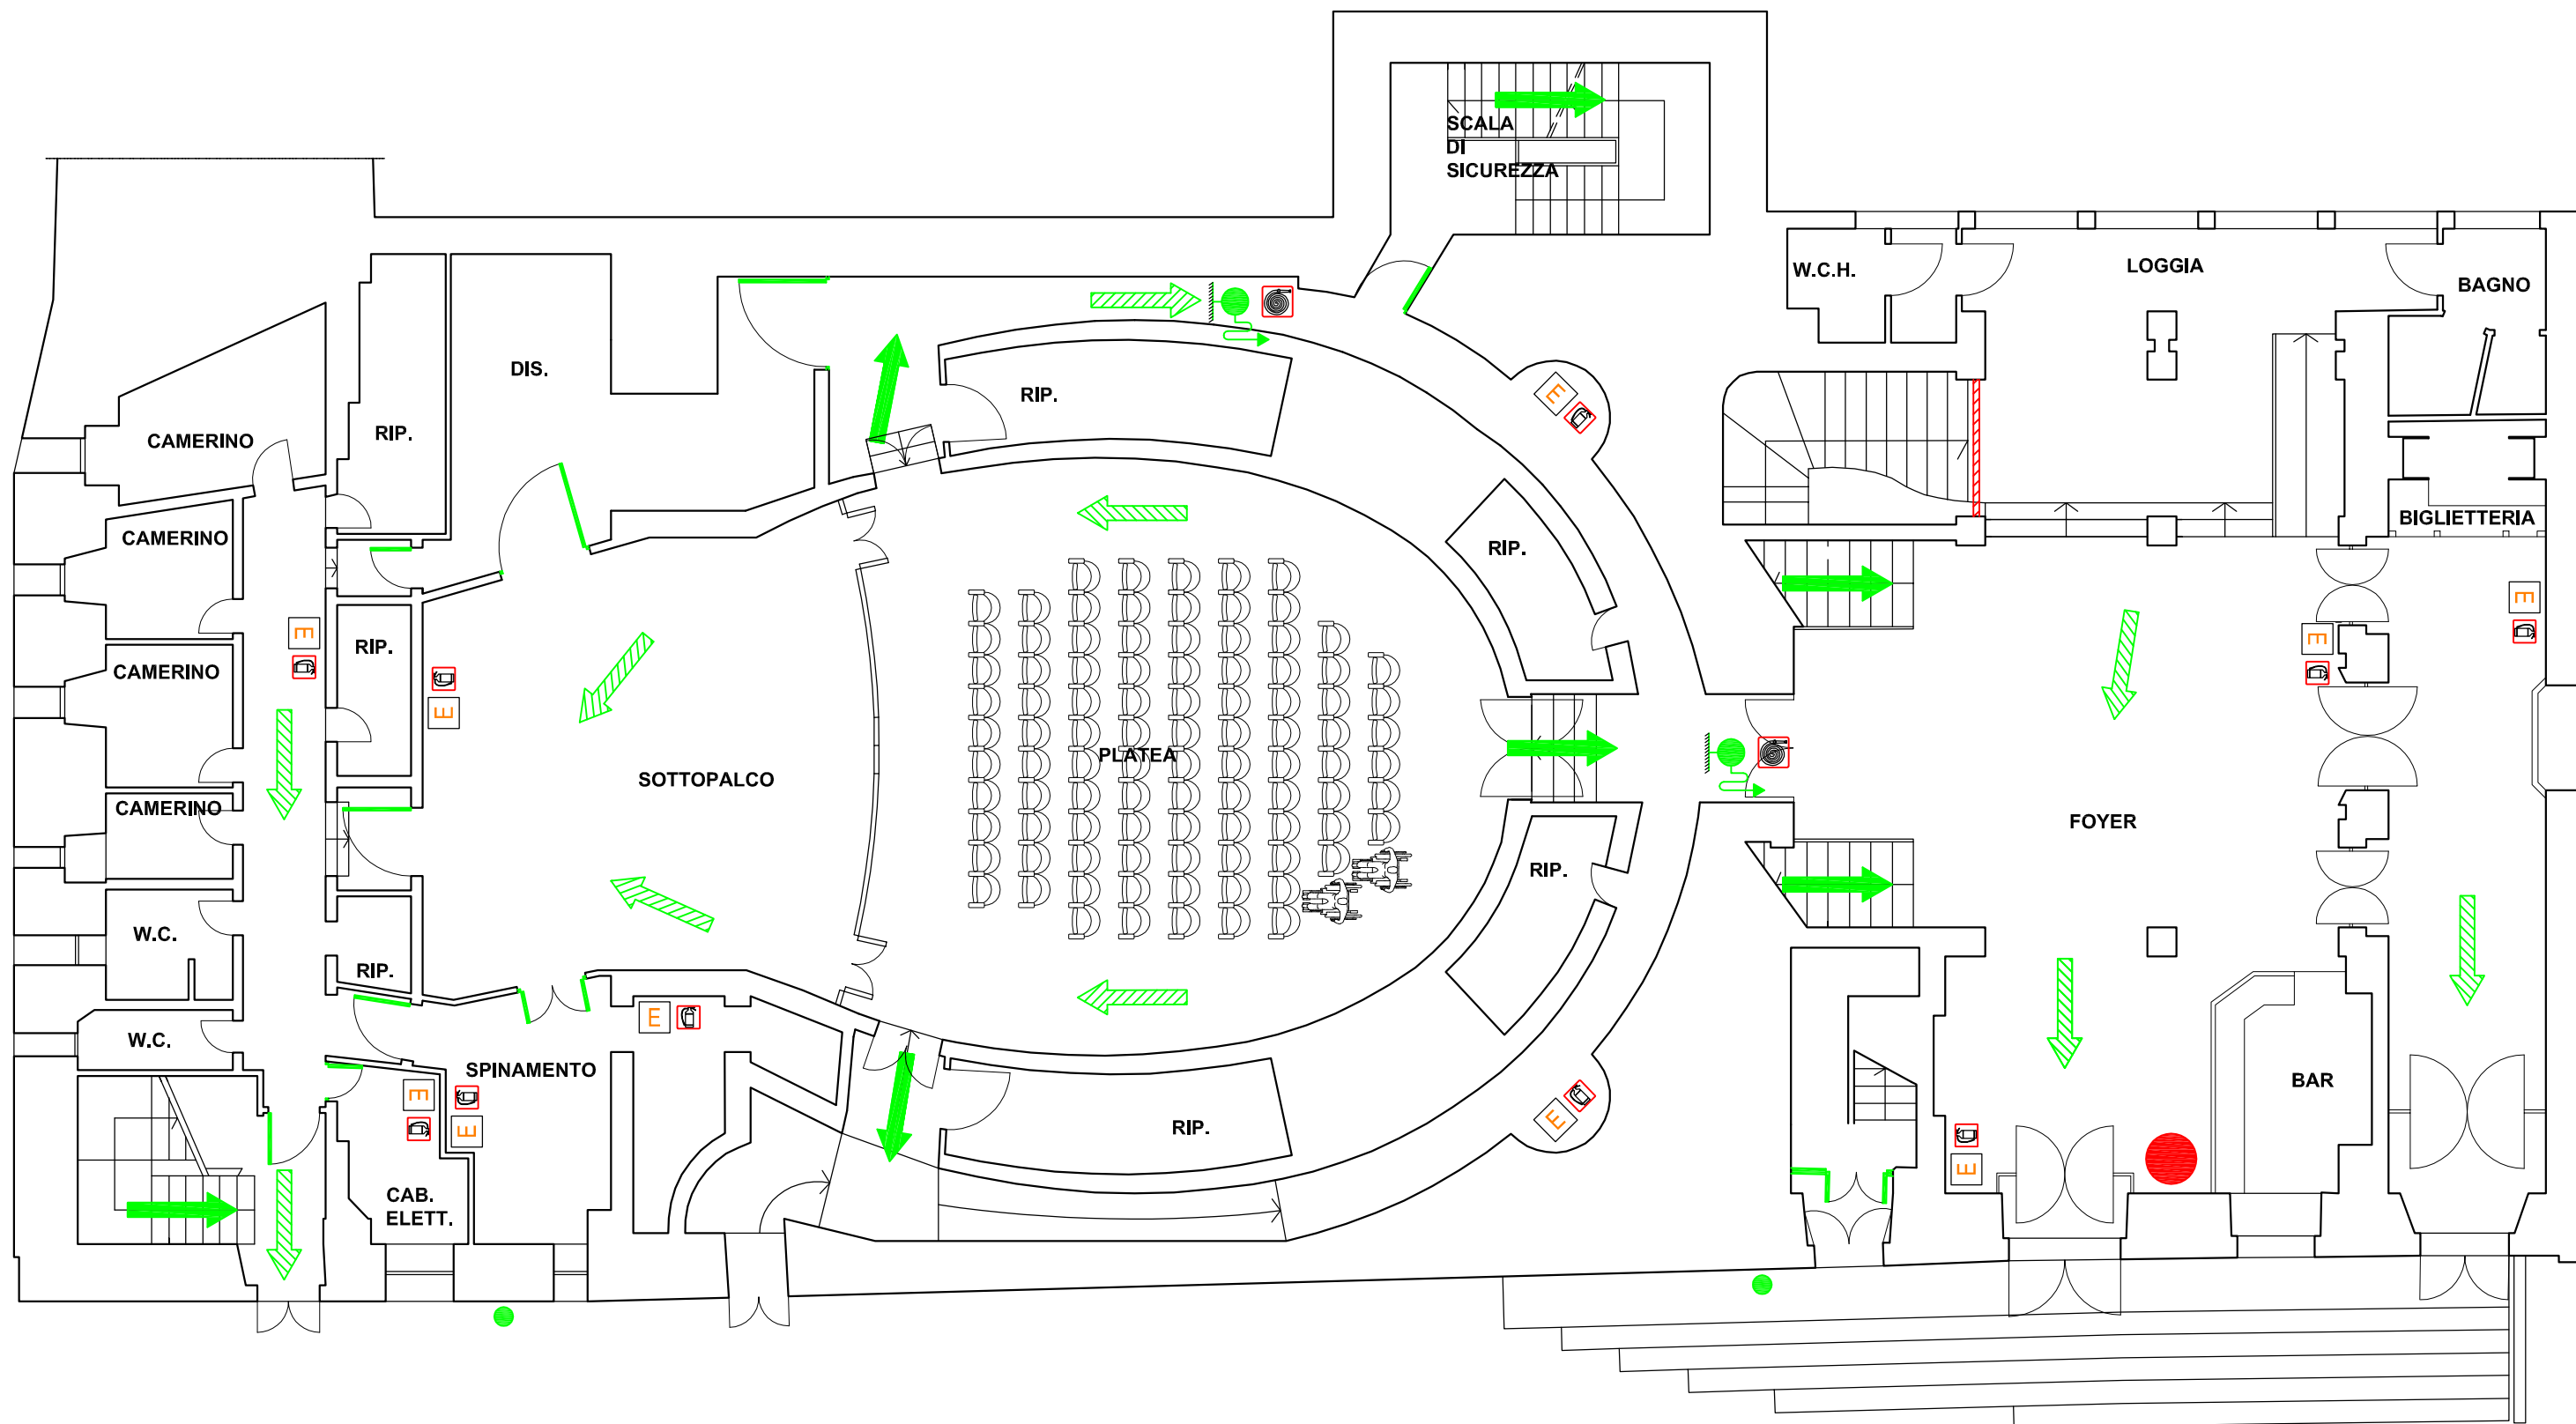 SCALA
DI
SICUREZZA
W.C.H.
LOGGIA
BAGNO
DIS.
RIP.
CAMERINO
RIP.
BIGLIETTERIA
CAMERINO
RIP.
E
E
E
E
RIP.
CAMERINO
E
PLATEA
SOTTOPALCO
CAMERINO
FOYER
RIP.
W.C.
RIP.
E
W.C.
SPINAMENTO
BAR
E
E
E
RIP.
E
CAB.
ELETT.